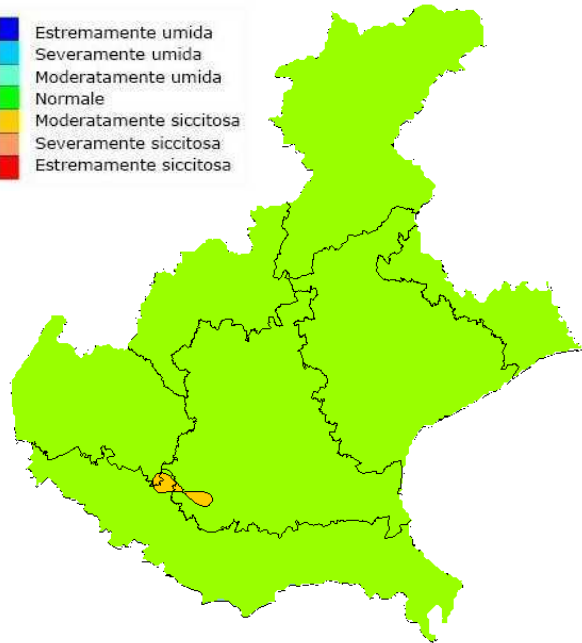 Estremamente umida
Severamente umida
Moderatamente umida
Normale
Moderatamente siccitosa
Severamente siccitosa
Estremamente siccitosa